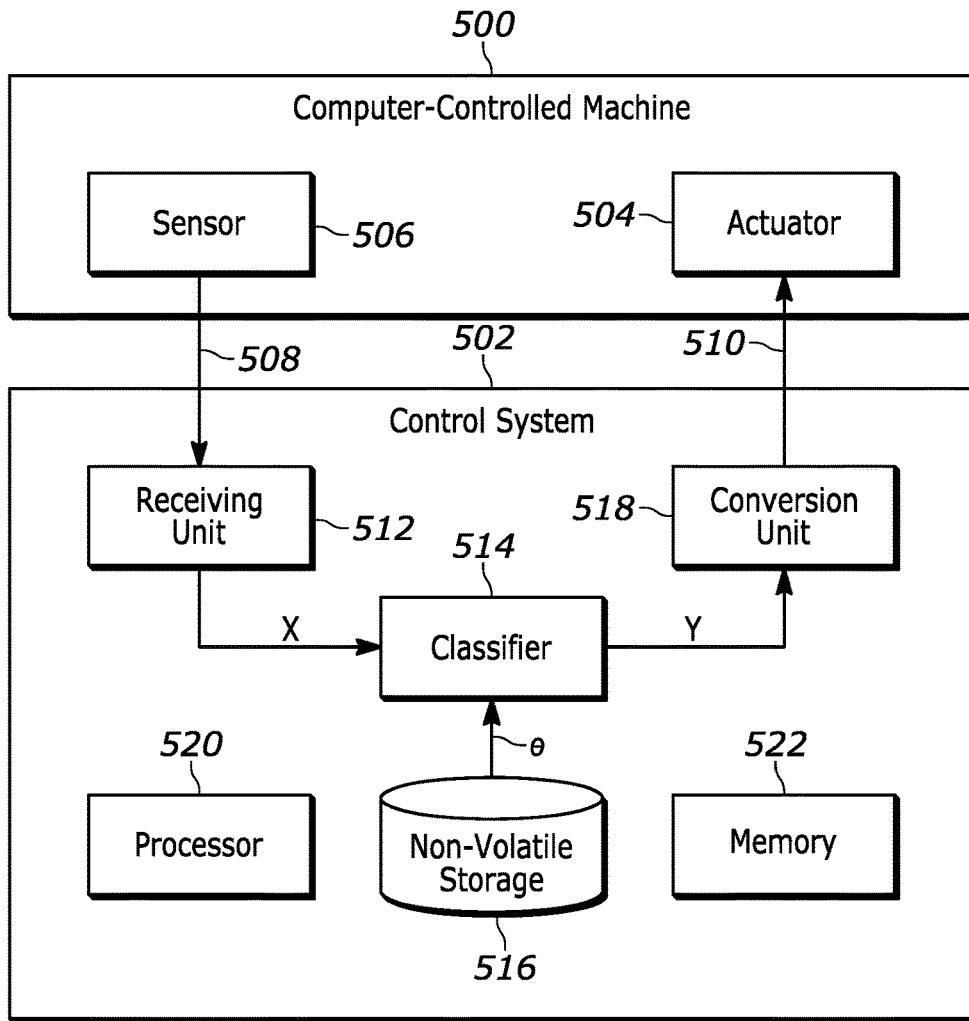 500
Computer-Controlled Machine
Sensor
506
504
Actuator
508
502
510
Control System
Receiving
Unit
512
514
518
Conversion
Unit
X
Classifier
Y
θ
520
522
Processor
Non-Volatile
Storage
Memory
516